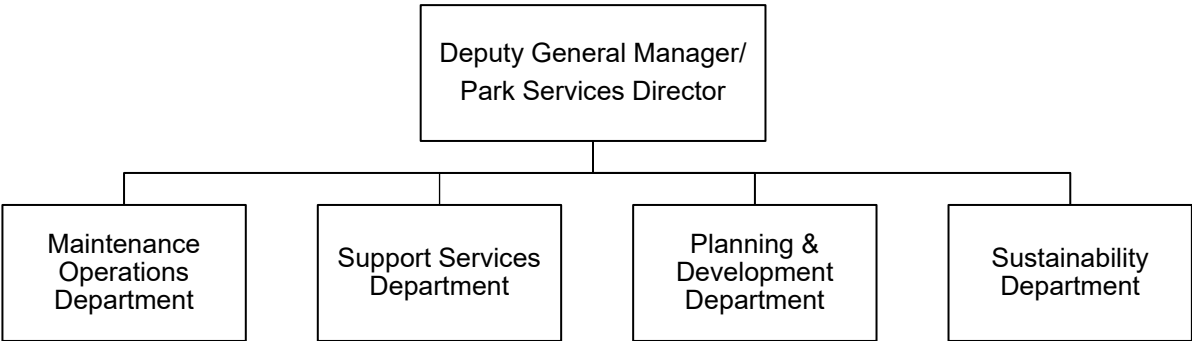 Deputy General Manager/
Park Services Director
Maintenance
Operations
Department
Support Services
Department
Planning &
Development
Department
Sustainability
Department